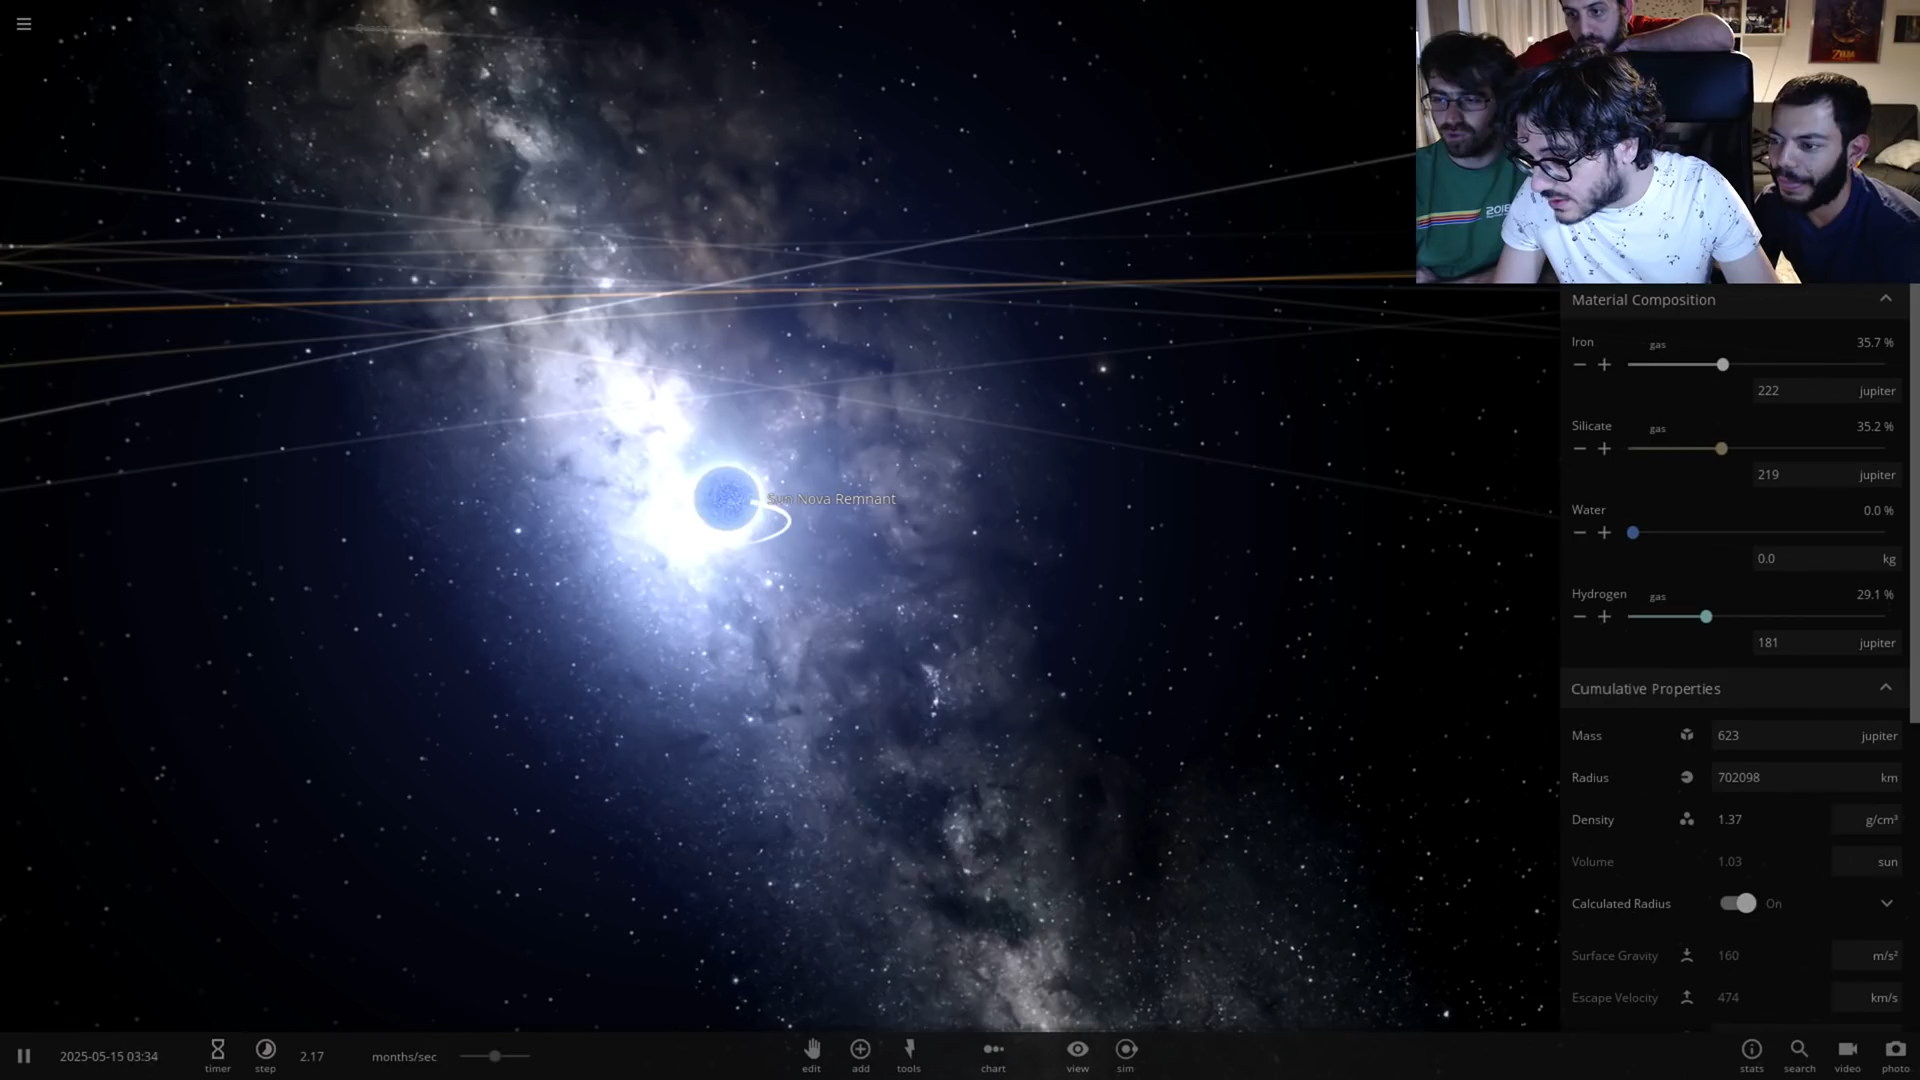 ZELDA
2018
Sun Nova Remnant
Material Composition
Iron gas 35.7 %
222 jupiter
Silicate gas 35.2 %
219 jupiter
Water 0.0 %
0.0 kg
Hydrogen gas 29.1 %
181 jupiter
Cumulative Properties
Mass 623 jupiter
Radius 702098 km
Density 1.37 g/cm³
Volume 1.03 sun
Calculated Radius On
Surface Gravity 160 m/s²
Escape Velocity 474 km/s
2025-05-15 03:34
timer
step
2.17 months/sec
edit
add
tools
chart
view
sim
stats
search
video
photo